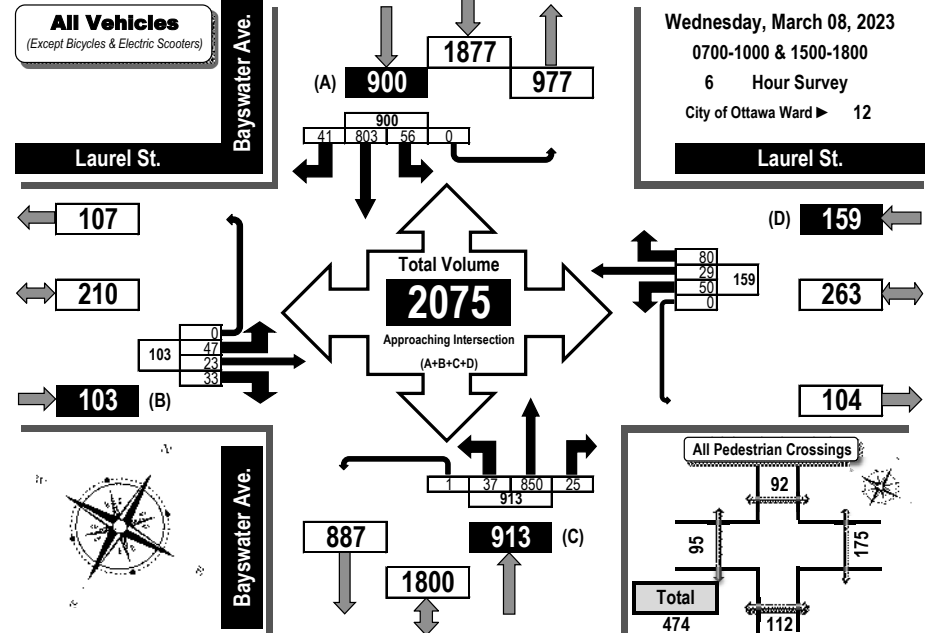 All Vehicles
(Except Bicycles & Electric Scooters)
Bayswater Ave.
Laurel St.
1877
(A) 900
977
900
41 803 56 0
Wednesday, March 08, 2023
0700-1000 & 1500-1800
6 Hour Survey
City of Ottawa Ward ► 12
Laurel St.
107
210
0
47
23
33
103
103 (B)
Total Volume
2075
Approaching Intersection
(A+B+C+D)
80
29
50
0
159
(D) 159
263
104
Bayswater Ave.
1 37 850 25
913
887
913 (C)
1800
All Pedestrian Crossings
92
95
175
112
Total
474